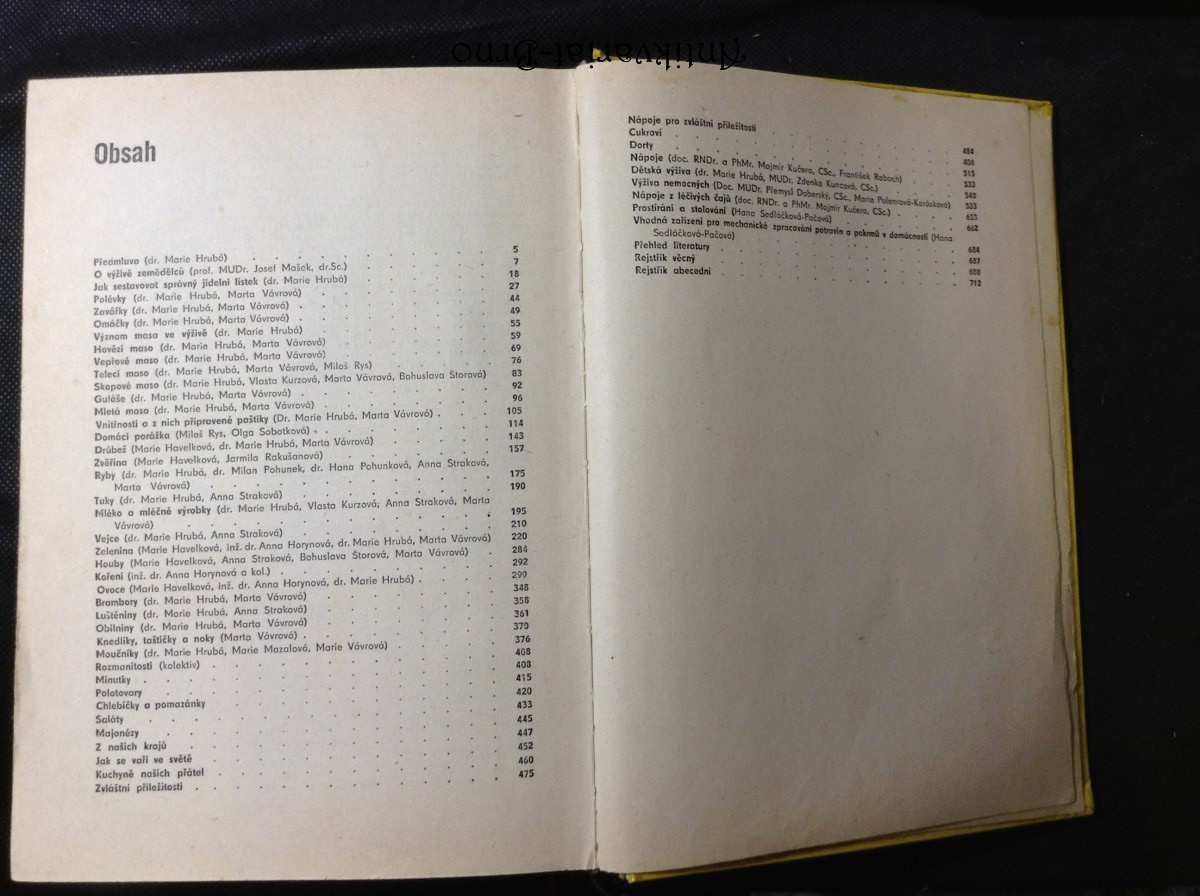 Antikvariat-Brno
Obsah
Předmluva (dr. Marie Hrubá) 5
O výživě zemědělců (prof. MUDr. Josef Mašek, dr.Sc.) 7
Jak sestavovat správný jídelní lístek (dr. Marie Hrubá) 18
Polévky (dr. Marie Hrubá, Marta Vávrová) 27
Zavářky (dr. Marie Hrubá, Marta Vávrová) 44
Omáčky (dr. Marie Hrubá, Marta Vávrová) 49
Význam masa ve výživě (dr. Marie Hrubá) 55
Hovězí maso (dr. Marie Hrubá, Marta Vávrová) 59
Vepřové maso (dr. Marie Hrubá, Marta Vávrová) 69
Telecí maso (dr. Marie Hrubá, Marta Vávrová, Miloš Rys) 76
Skopové maso (dr. Marie Hrubá, Vlasta Kurzová, Marta Vávrová, Bohuslava Štorová) 83
Guláše (dr. Marie Hrubá, Marta Vávrová) 92
Mletá masa (dr. Marie Hrubá, Marta Vávrová) 96
Vnitřnosti a z nich připravené paštiky (Dr. Marie Hrubá, Marta Vávrová) 105
Domácí porážka (Miloš Rys, Olga Sobotková) 114
Drůbež (Marie Havelková, dr. Marie Hrubá, Marta Vávrová) 143
Zvěřina (Marie Havelková, Jarmila Rakušanová) 157
Ryby (dr. Marie Hrubá, dr. Milan Pohunek, dr. Hana Pohunková, Anna Straková,
Marta Vávrová) 175
Tuky (dr. Marie Hrubá, Anna Straková) 190
Mléko a mléčné výrobky (dr. Marie Hrubá, Vlasta Kurzová, Anna Straková, Marta
Vávrová) 195
Vejce (dr. Marie Hrubá, Anna Straková) 210
Zelenina (Marie Havelková, inž. dr. Anna Horynová, dr. Marie Hrubá, Marta Vávrová) 220
Houby (Marie Havelková, Anna Straková, Bohuslava Štorová, Marta Vávrová) 284
Koření (inž. dr. Anna Horynová a kol.) 292
Ovoce (Marie Havelková, inž. dr. Anna Horynová, dr. Marie Hrubá) 299
Brambory (dr. Marie Hrubá, Marta Vávrová) 348
Luštěniny (dr. Marie Hrubá, Anna Straková) 358
Obilniny (dr. Marie Hrubá, Marta Vávrová) 361
Knedlíky, taštičky a noky (Marta Vávrová) 370
Moučníky (dr. Marie Hrubá, Marie Mazalová, Marie Vávrová) 376
Rozmanitosti (kolektiv) 408
Minutky 408
Polotovary 415
Chlebíčky a pomazánky 420
Saláty 433
Majonézy 445
Z našich krajů 447
Jak se vaří ve světě 452
Kuchyně našich přátel 460
Zvláštní příležitosti 475
Nápoje pro zvláštní příležitosti 484
Cukroví 486
Dorty 515
Nápoje (doc. RNDr. a PhMr. Mojmír Kučera, CSc., František Rabach) 533
Dětská výživa (dr. Marie Hrubá, MUDr. Zdenka Kuncová, CSc.) 540
Výživa nemocných (Doc. MUDr. Přemysl Doberský, CSc., Marie Polenrová-Karásková) 553
Nápoje z léčivých čajů (doc. RNDr. a PhMr. Mojmír Kučera, CSc.) 655
Prostírání a stolování (Hana Sedláčková-Pačová) 662
Vhodná zařízení pro mechanické zpracování potravin a pokrmů v domácnosti (Hana
Sedláčková-Pačová) 684
Přehled literatury 687
Rejstřík věcný 688
Rejstřík abecední 712